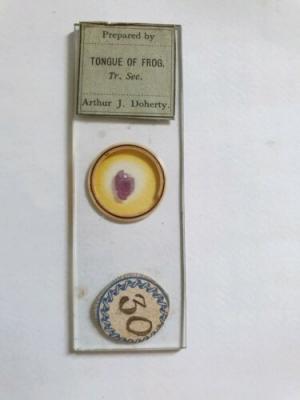 Prepared by
TONGUE OF FROG.
Tr. Sec.
Arthur J. Doherty.
30